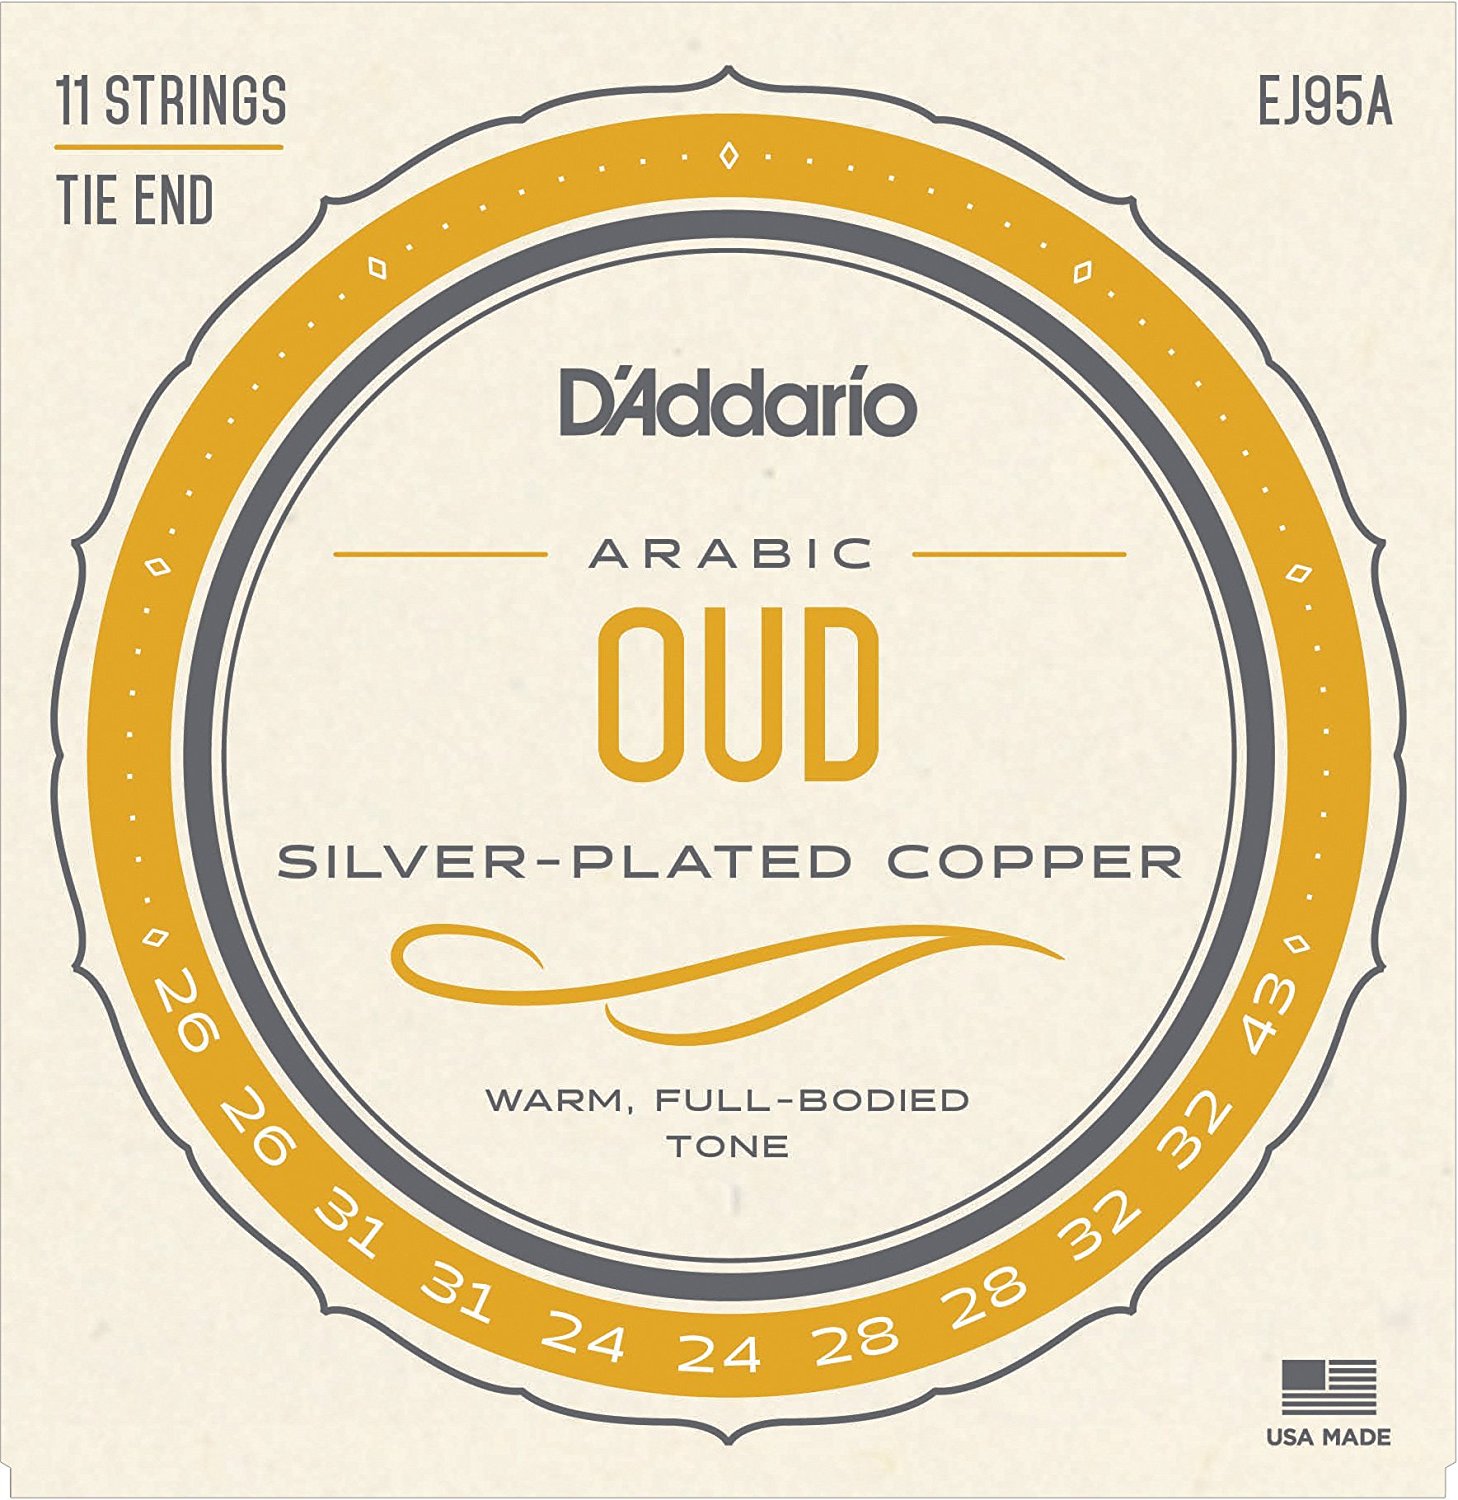 11 STRINGS
TIE END
EJ95A
D'Addario
ARABIC
OUD
SILVER-PLATED COPPER
WARM, FULL-BODIED
TONE
26 26 31 31 24 24 28 28 32 32 43
USA MADE